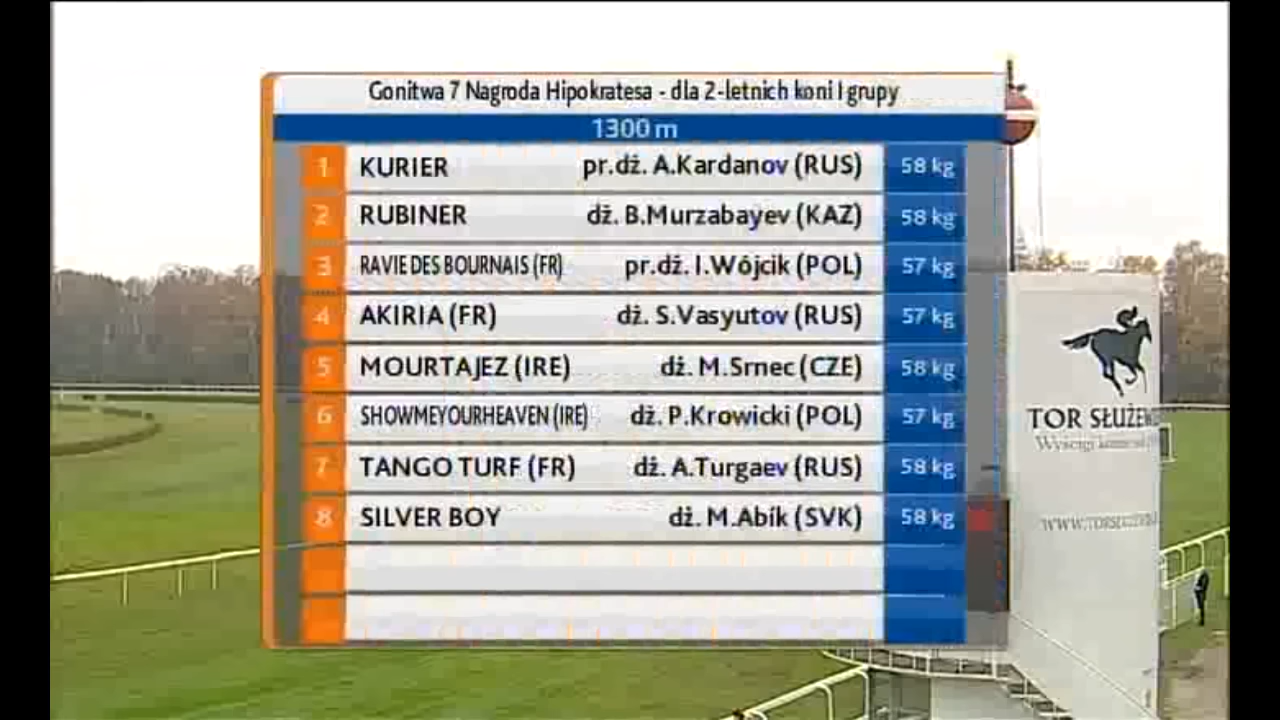 Gonitwa 7 Nagroda Hipokratesa - dla 2-letnich koni I grupy
1300 m
1 KURIER pr.dż. A.Kardanov (RUS) 58 kg
2 RUBINER dż. B.Murzabayev (KAZ) 58 kg
3 RAVIE DES BOURNAIS (FR) pr.dż. I.Wójcik (POL) 57 kg
4 AKIRIA (FR) dż. S.Vasyutov (RUS) 57 kg
5 MOURTAJEZ (IRE) dż. M.Srnec (CZE) 58 kg
6 SHOWMEYOURHEAVEN (IRE) dż. P.Krowicki (POL) 57 kg
7 TANGO TURF (FR) dż. A.Turgaev (RUS) 58 kg
8 SILVER BOY dż. M.Abík (SVK) 58 kg
TOR SŁUŻEW
Wyścigi konne od